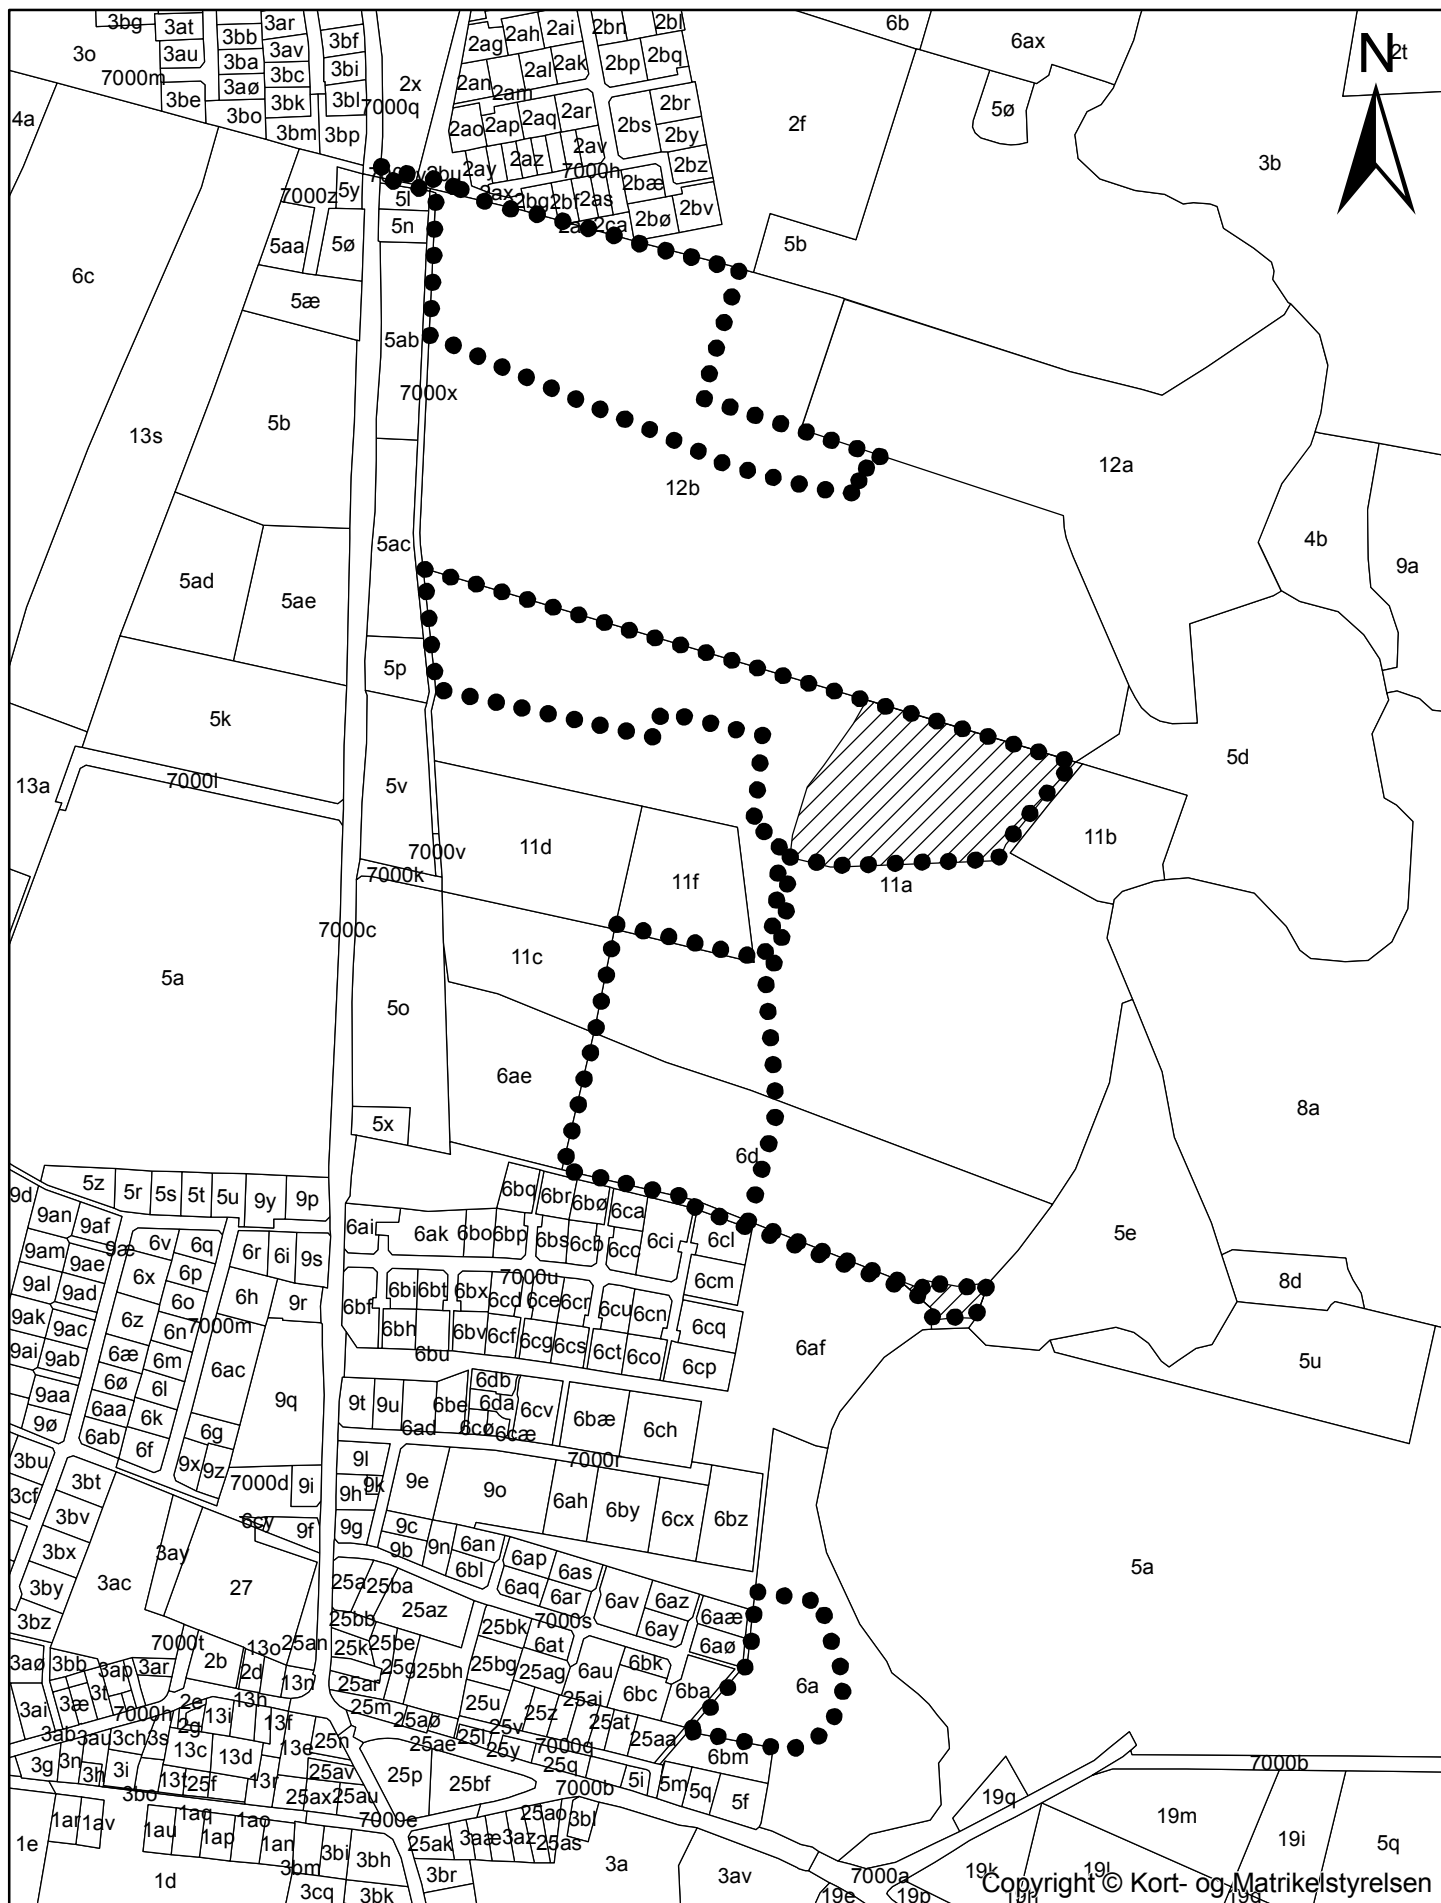 3bg 3at 3ar 3bf 2ag 2ah 2ai 2bn 2bl 6b
3o 3au 3bb 3av 3bi 2al 2ak 2bp 2bq 6ax N 2t
7000m 3ba 3bc 2x 2an 2am
3be 3aø 3bk 3bl 7000q 2aq 2ar 2br 5ø
4a 3bo 3bm 3bp 2ao 2ap 2bs 2by 2f
2ay 2az 2av 7000h 2bz 3b
7000z 5y 5l 2bu 2ax 2bg 2bf 2as 2bæ 2bv
5aa 5ø 5n 2ca 2bø 5b
6c 5æ
5ab
7000x
13s 5b
12b 12a
5ac 4b
5ad 5ae 9a
5p
5k
13a 7000l 5v 5d
11d 7000v 11b
7000k 11f 11a
7000c
5a 11c
5o
6ae 8a
5x
6d
9d 5z 5r 5s 5t 5u 9y 9p 6bq 6br 6bø 6ca
9an 9af 6ai 6ak 6bo 6bp 6bs 6cb 6cc 6ci 6cl 5e
9am 9æ 6v 6q 6r 6i 9s
9al 9ae 6x 6p 7000u 6cm 8d
9ad 6o 6h 9r 6bf 6bi 6bt 6bx 6cd 6ce 6cr 6cu 6cn
9ak 9ac 6z 6n 7000m 6bh 6bv 6cf 6cg 6cs 6ct 6co 6cq
9ai 9ab 6æ 6m 6ac 6bu 6cp 6af 5u
9aa 6ø 6l 9q 9t 9u 6be 6db
9ø 6aa 6k 6g 6ad 6da 6cv 6bæ 6ch
6ab 6f 6cø 6cæ
3bu 3bt 9x 9z 7000d 9i 9l 9k 9e 9o 7000r
3cf 3bv 9h 6ah 6by 6cx 6bz
6cy 9f 9g 9c
3bx 3ay 9b 9n 6an 6ap 6as 5a
3by 3ac 27 25a 25ba 6bl 6aq 6ar 6av 6az 6aæ
3bz 25bb 25az 25bk 7000s 6ay 6aø
7000t 13o 25an 25k 25be 6at
3aø 3bb 3ap 3ar 2b 2d 13n 25g 25bh 25bg 25ag 6au 6bk
3ai 3æ 3t 2e 13h 25ar 25u 25z 25ai 6bc 6ba 6a
7000h 2g 13i 13f 25m 25aø 25v 25at
3ab 3au 3ch 3s 13c 13d 13e 25n 25ae 25l 25y 7000q 25aa 6bm
3g 3n 3h 3i 13t 25f 13r 25av 25p 25bf 25q 5i 5m 5q 7000b
3bo 25ax 25au 7000e 7000b 5f 19q
1ar 1av 1aq 1ao 25ao 3bl 19m
1e 1au 1ap 1an 3bi 25ak 3aæ 3az 25as 19i 5q
1d 3bm 3bh 3br 3a 3av 7000a 19k 19l
3cq 3bk 19e 19p 19h 19d
Copyright © Kort- og Matrikelstyrelsen